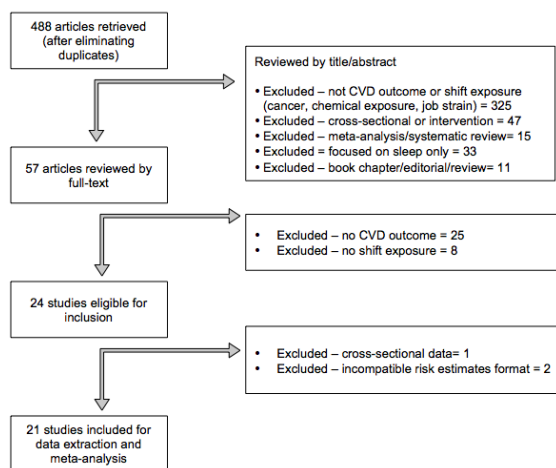 488 articles retrieved
(after eliminating
duplicates)
Reviewed by title/abstract
• Excluded – not CVD outcome or shift exposure
(cancer, chemical exposure, job strain) = 325
• Excluded – cross-sectional or intervention = 47
• Excluded – meta-analysis/systematic review= 15
• Excluded = focused on sleep only = 33
• Excluded – book chapter/editorial/review= 11
57 articles reviewed by
full-text
• Excluded – no CVD outcome = 25
• Excluded – no shift exposure = 8
24 studies eligible for
inclusion
• Excluded – cross-sectional data= 1
• Excluded – incompatible risk estimates format = 2
21 studies included for
data extraction and
meta-analysis